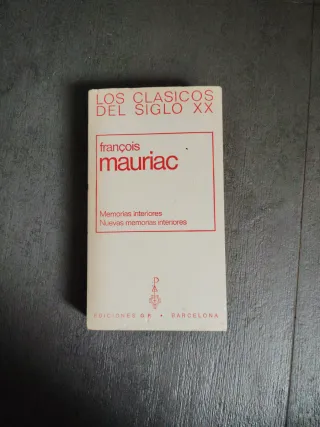 LOS CLASICOS
DEL SIGLO XX
françois
mauriac
Memorias interiores
Nuevas memorias interiores
EDICIONES G P • BARCELONA